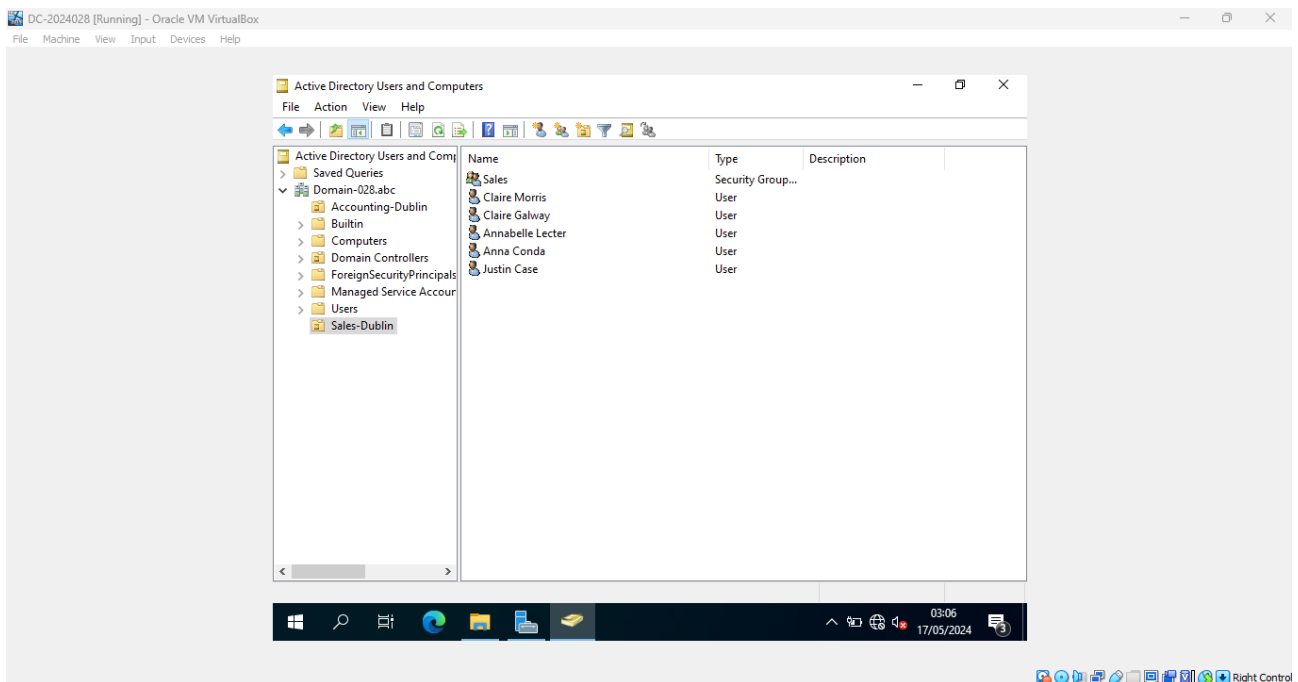 DC-2024028 [Running] - Oracle VM VirtualBox
File Machine View Input Devices Help
Active Directory Users and Computers
File Action View Help
Active Directory Users and Comp
Saved Queries
Domain-028.abc
Accounting-Dublin
Builtin
Computers
Domain Controllers
ForeignSecurityPrincipals
Managed Service Accour
Users
Sales-Dublin
Name Type Description
Sales Security Group...
Claire Morris User
Claire Galway User
Annabelle Lecter User
Anna Conda User
Justin Case User
03:06
17/05/2024
3
Right Control